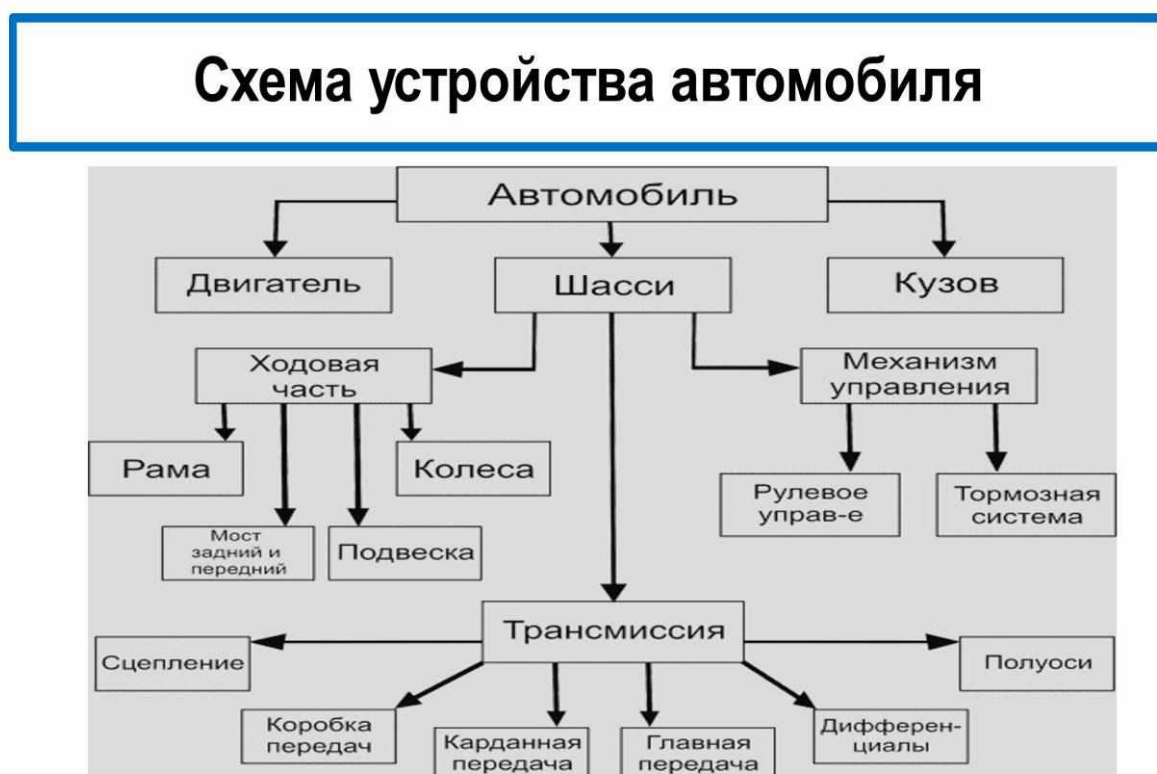 Схема устройства автомобиля
Автомобиль
Двигатель
Шасси
Кузов
Ходовая
часть
Механизм
управления
Рама
Колеса
Рулевое
управ-е
Тормозная
система
Мост
задний и
передний
Подвеска
Трансмиссия
Сцепление
Полуоси
Коробка
передач
Карданная
передача
Главная
передача
Дифферен-
циалы